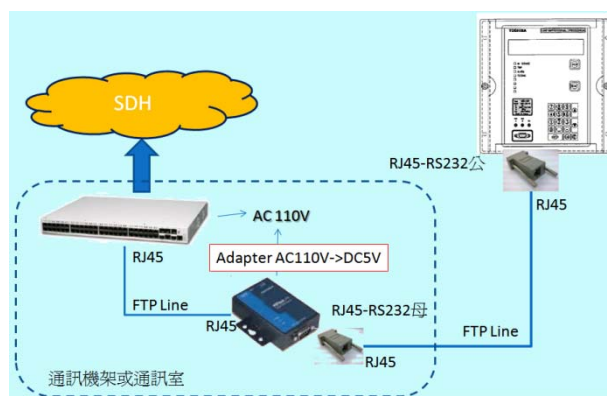 SDH
TOSHIBA
RJ45-RS232公
RJ45
AC 110V
Adapter AC110V->DC5V
RJ45
RJ45-RS232母
FTP Line
RJ45
FTP Line
RJ45
通訊機架或通訊室